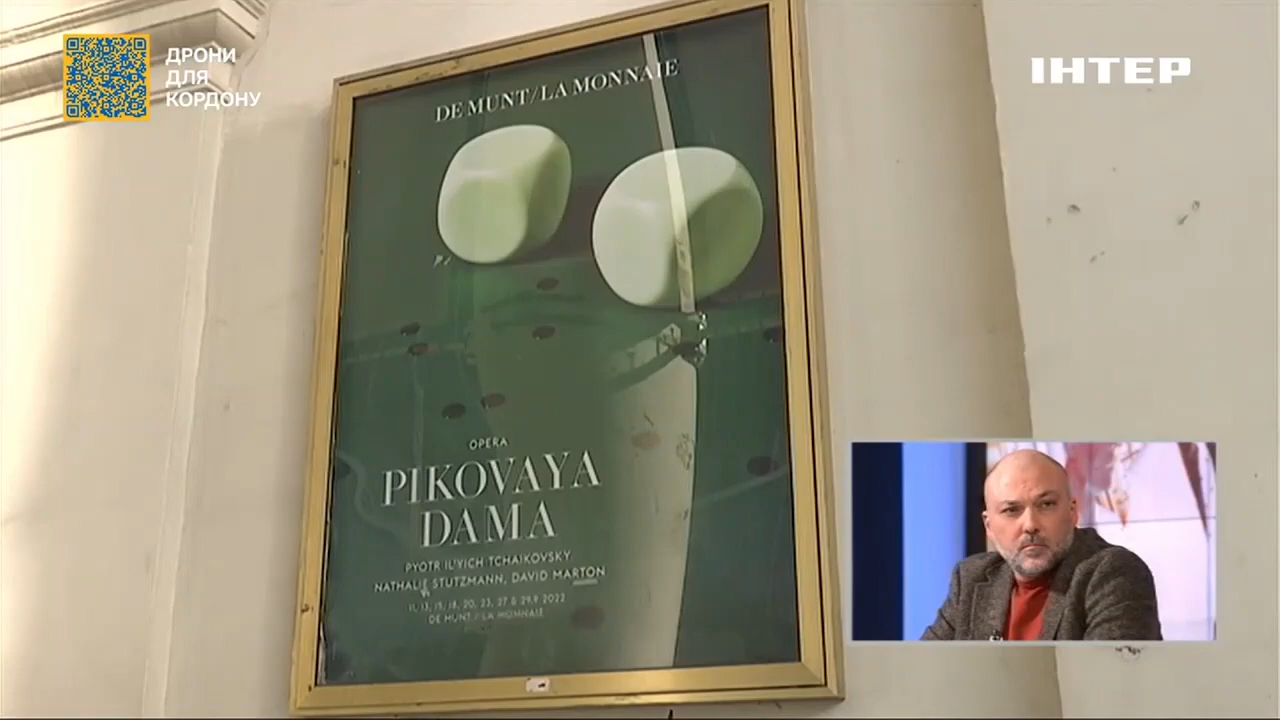 ДРОНИ
ДЛЯ
КОРДОНУ
ІНТЕР
DE MUNT/LA MONNAIE
OPERA
PIKOVAYA
DAMA
PYOTR IL'YICH TCHAIKOVSKY
NATHALIE STUTZMANN, DAVID MARTON
11, 13, 15, 18, 20, 23, 27 & 29.9 2022
DE MUNT / LA MONNAIE